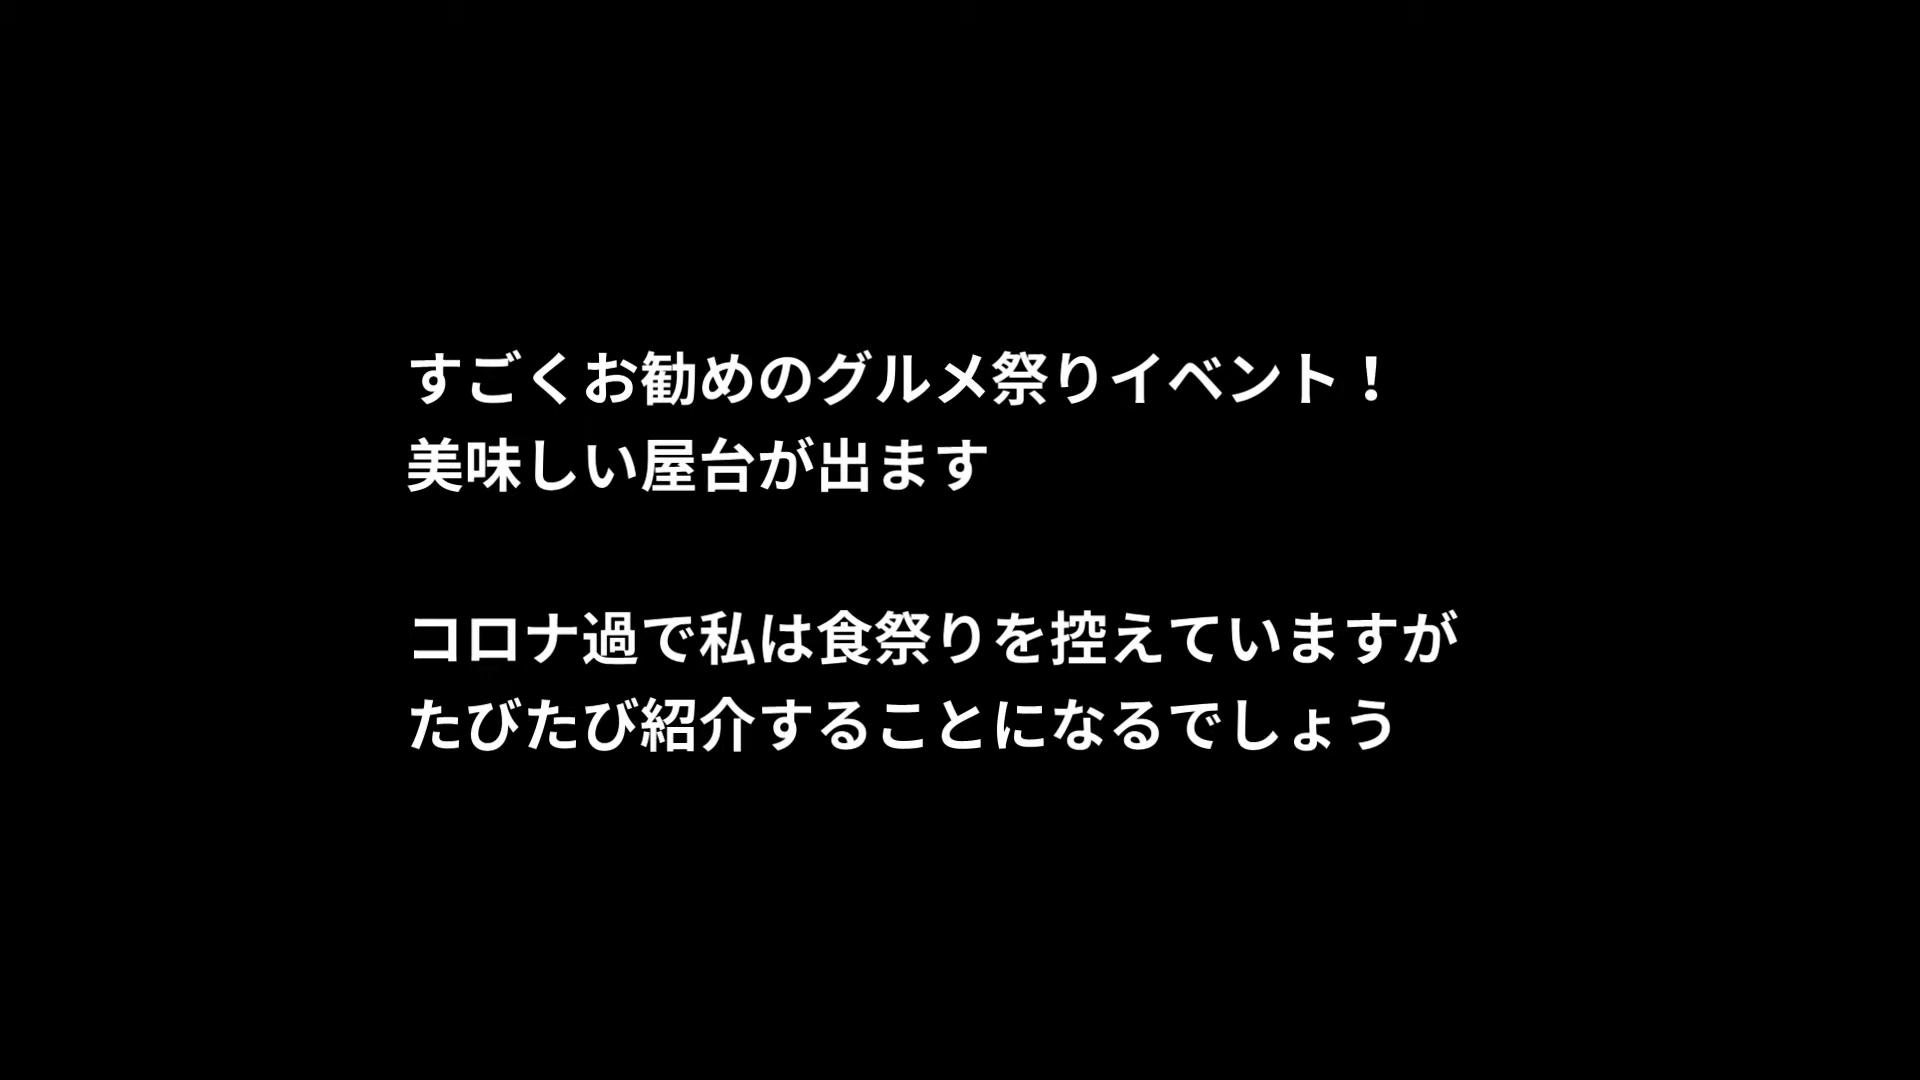 すごくお勧めのグルメ祭りイベント！
美味しい屋台が出ます
コロナ過で私は食祭りを控えていますが
たびたび紹介することになるでしょう